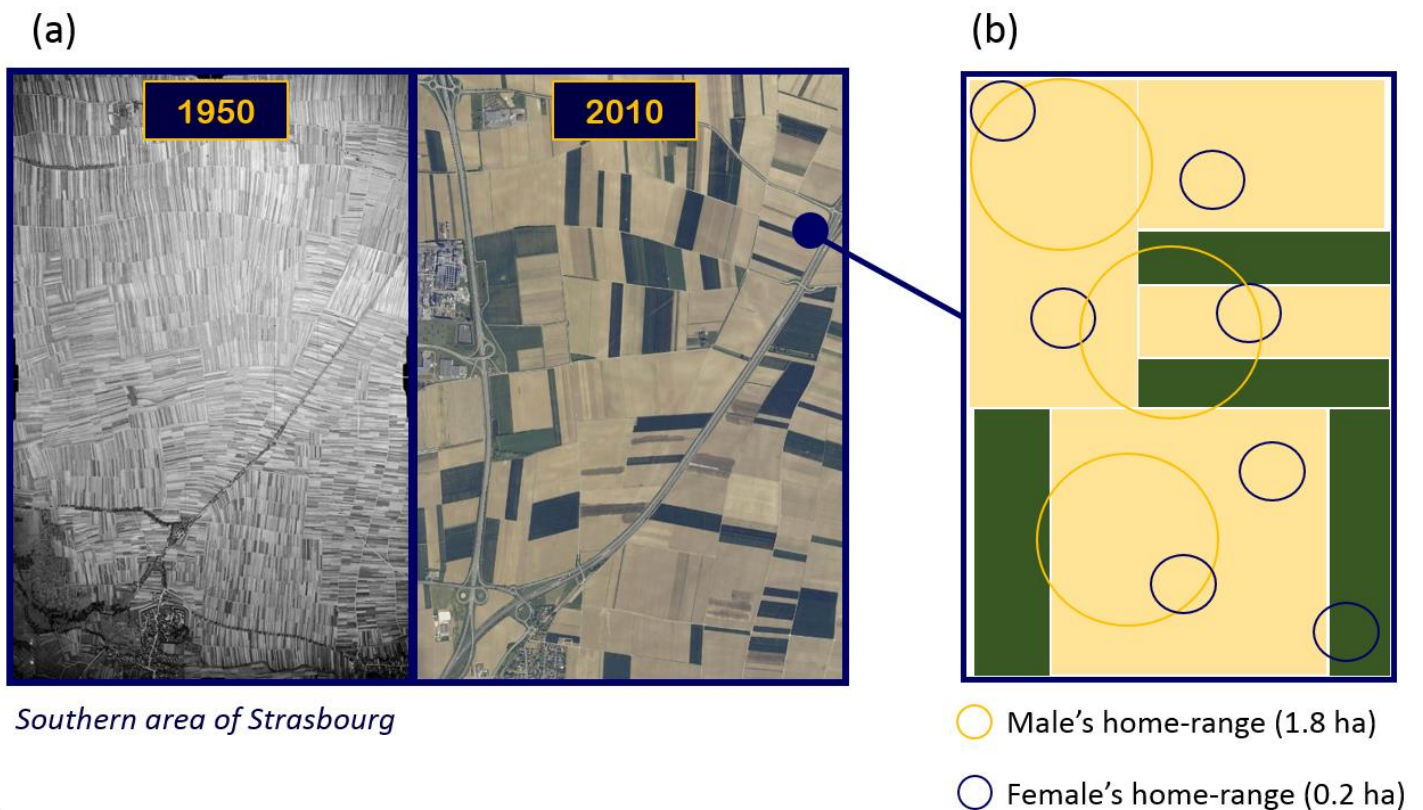 (a)
(b)
1950
2010
Southern area of Strasbourg
Male's home-range (1.8 ha)
Female's home-range (0.2 ha)